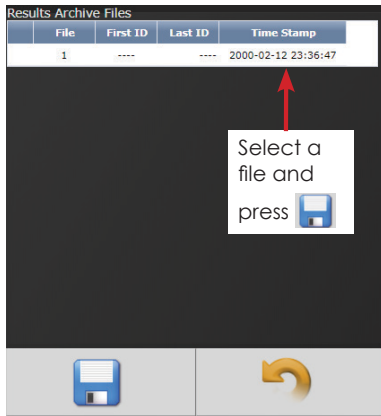 Results Archive Files
File First ID Last ID Time Stamp
1 ---- ---- 2000-02-12 23:36:47
Select a
file and
press